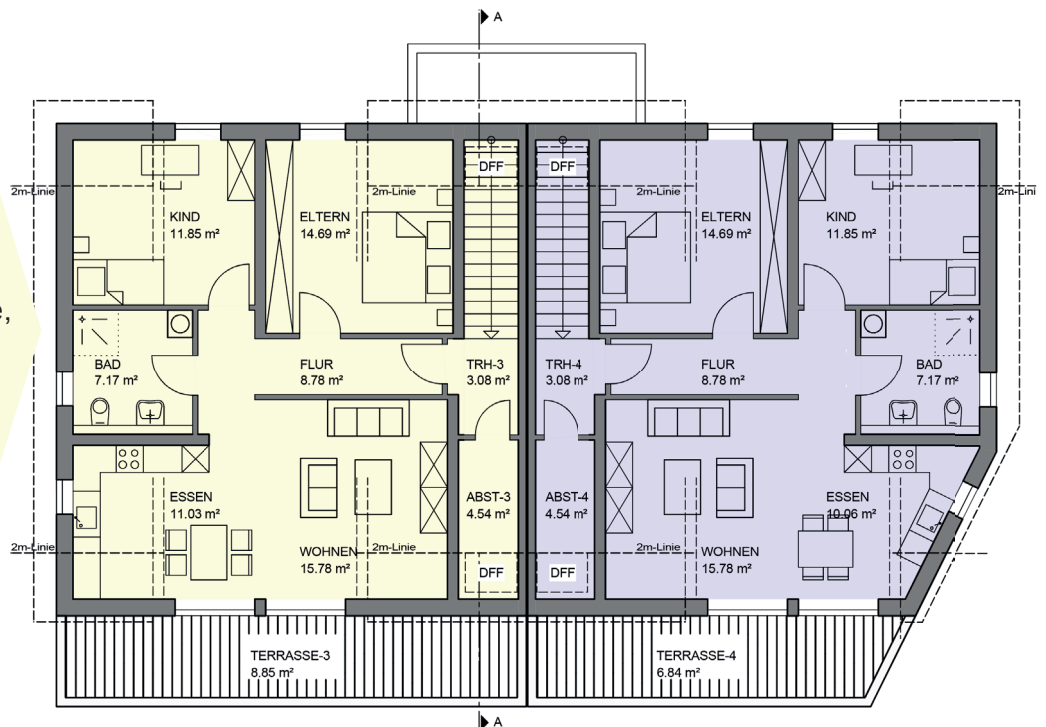 A
DFF
DFF
2m-Linie
2m-Linie
2m-Linie
2m-Lini
KIND
11.85 m²
ELTERN
14.69 m²
ELTERN
14.69 m²
KIND
11.85 m²
e,
BAD
7.17 m²
FLUR
8.78 m²
TRH-3
3.08 m²
TRH-4
3.08 m²
FLUR
8.78 m²
BAD
7.17 m²
ESSEN
11.03 m²
ABST-3
4.54 m²
ABST-4
4.54 m²
ESSEN
10.06 m²
2m-Linie
WOHNEN
15.78 m²
2m-Linie
2m-Linie
WOHNEN
15.78 m²
DFF
DFF
TERRASSE-3
8.85 m²
TERRASSE-4
6.84 m²
A